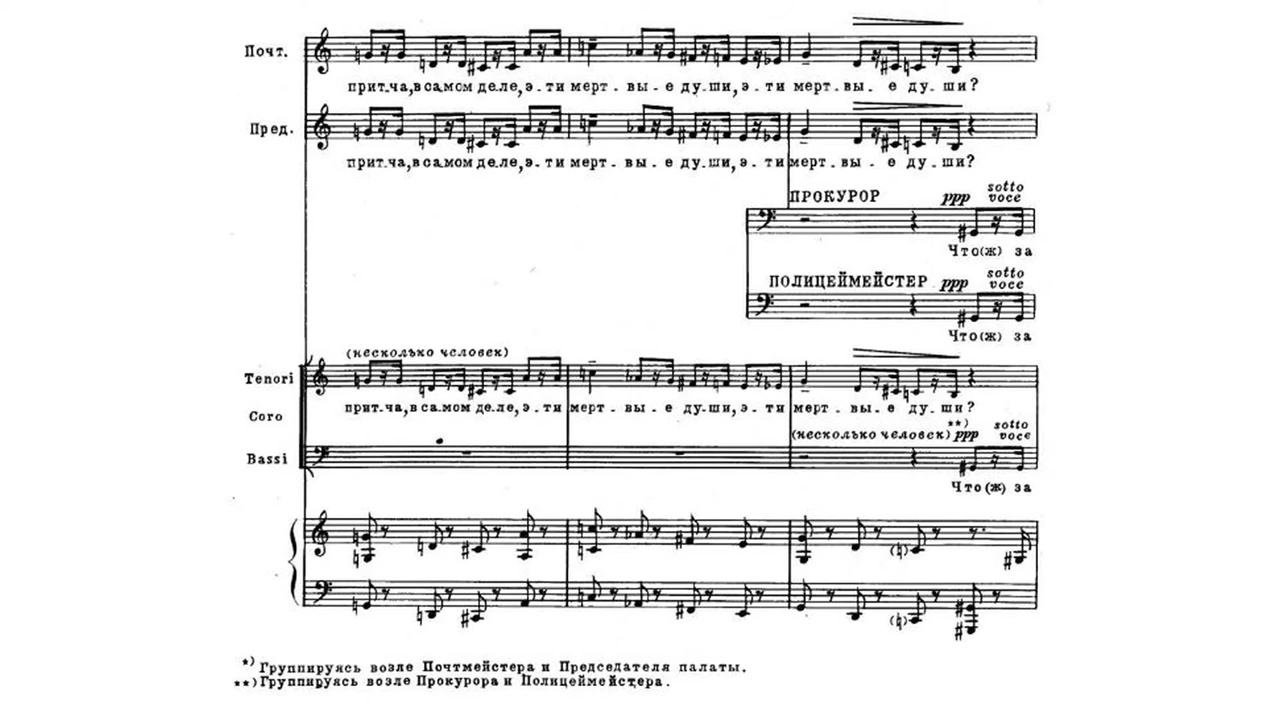 Почт.
прит-ча, в са-мом де-ле, э-ти мерт-вы-е ду-ши, э-ти мерт-вы-е ду-ши?
Пред.
прит-ча, в са-мом де-ле, э-ти мерт-вы-е ду-ши, э-ти мерт-вы-е ду-ши?
ПРОКУРОР ppp sotto voce
Что(ж) за
ПОЛИЦЕЙМЕЙСТЕР ppp sotto voce
Что(ж) за
(несколько человек)
Tenori
прит-ча, в са-мом де-ле, э-ти мерт-вы-е ду-ши, э-ти мерт-вы-е ду-ши?
Coro
(несколько человек) **) ppp sotto voce
Bassi
Что(ж) за
*) Группируясь возле Почтмейстера и Председателя палаты.
**) Группируясь возле Прокурора и Полицеймейстера.